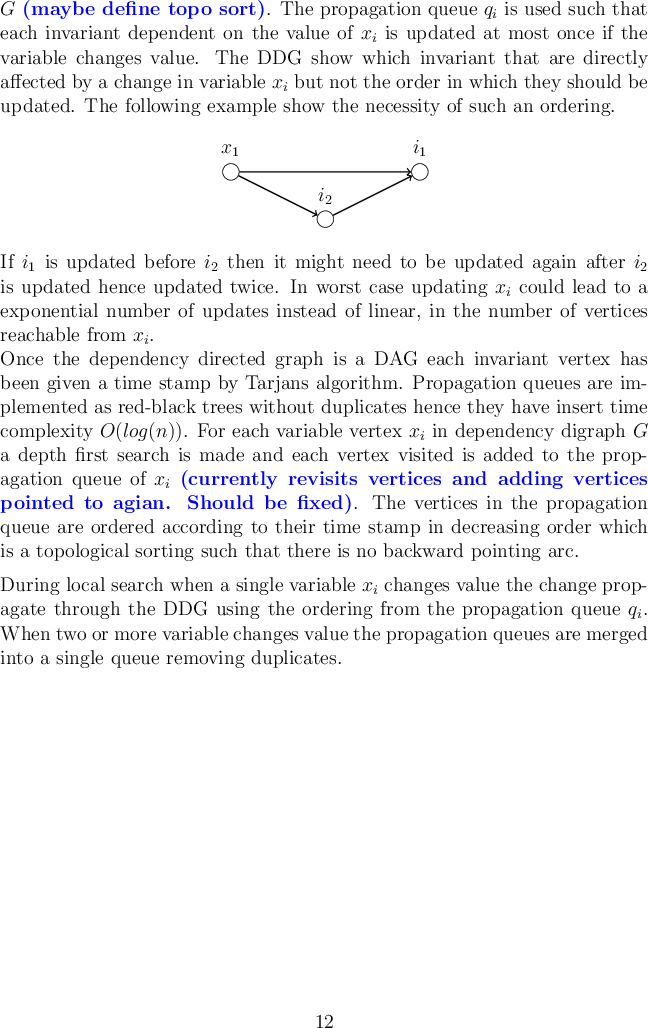 G (maybe define topo sort). The propagation queue q_i is used such that
each invariant dependent on the value of x_i is updated at most once if the
variable changes value. The DDG show which invariant that are directly
affected by a change in variable x_i but not the order in which they should be
updated. The following example show the necessity of such an ordering.
x_1 i_1
i_2
If i_1 is updated before i_2 then it might need to be updated again after i_2
is updated hence updated twice. In worst case updating x_i could lead to a
exponential number of updates instead of linear, in the number of vertices
reachable from x_i.
Once the dependency directed graph is a DAG each invariant vertex has
been given a time stamp by Tarjans algorithm. Propagation queues are im-
plemented as red-black trees without duplicates hence they have insert time
complexity O(log(n)). For each variable vertex x_i in dependency digraph G
a depth first search is made and each vertex visited is added to the prop-
agation queue of x_i (currently revisits vertices and adding vertices
pointed to agian. Should be fixed). The vertices in the propagation
queue are ordered according to their time stamp in decreasing order which
is a topological sorting such that there is no backward pointing arc.
During local search when a single variable x_i changes value the change prop-
agate through the DDG using the ordering from the propagation queue q_i.
When two or more variable changes value the propagation queues are merged
into a single queue removing duplicates.
12